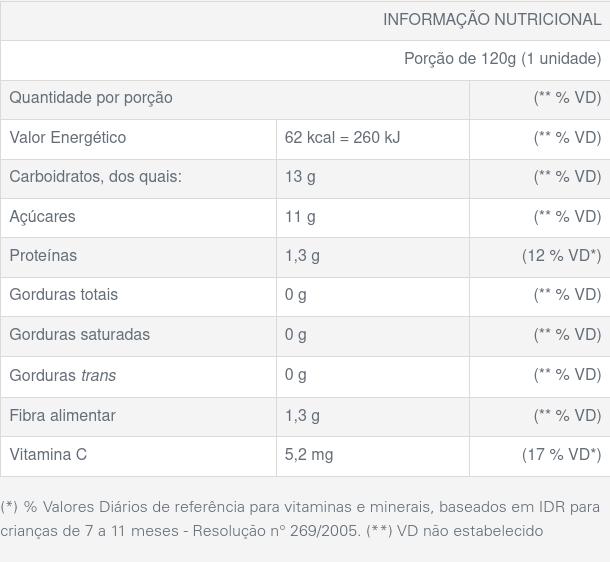 INFORMAÇÃO NUTRICIONAL
Porção de 120g (1 unidade)
Quantidade por porção (** % VD)
Valor Energético 62 kcal = 260 kJ (** % VD)
Carboidratos, dos quais: 13 g (** % VD)
Açúcares 11 g (** % VD)
Proteínas 1,3 g (12 % VD*)
Gorduras totais 0 g (** % VD)
Gorduras saturadas 0 g (** % VD)
Gorduras trans 0 g (** % VD)
Fibra alimentar 1,3 g (** % VD)
Vitamina C 5,2 mg (17 % VD*)
(*) % Valores Diários de referência para vitaminas e minerais, baseados em IDR para
crianças de 7 a 11 meses - Resolução n° 269/2005. (**) VD não estabelecido